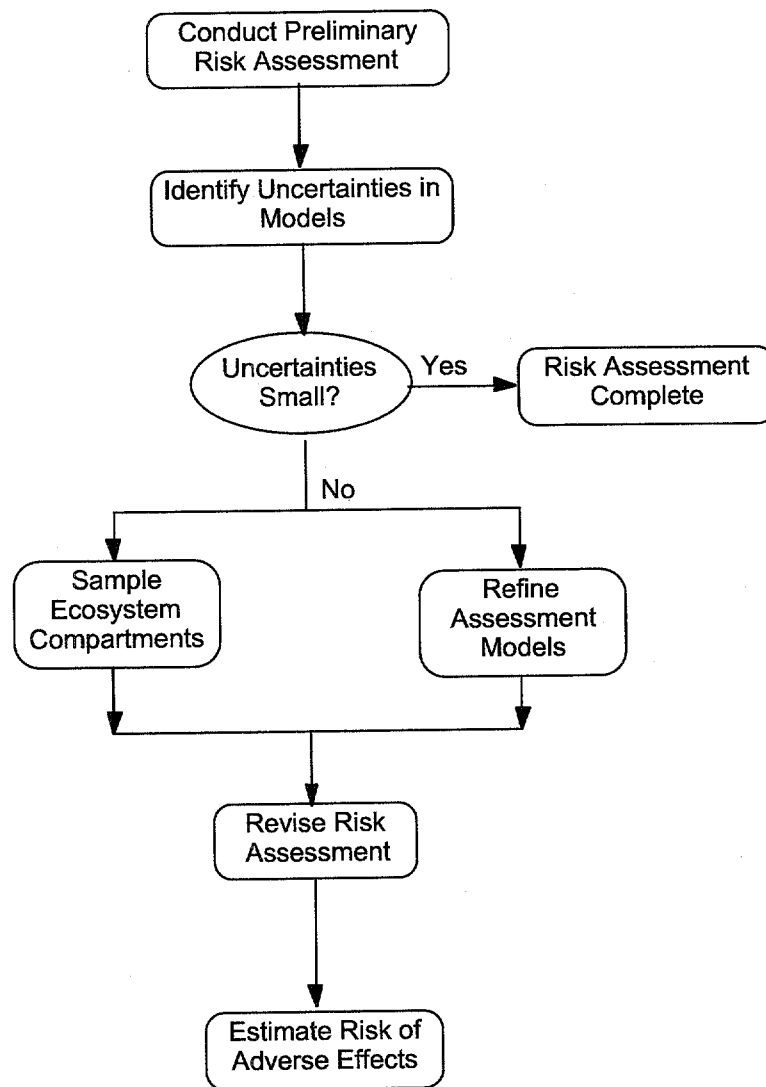 Conduct Preliminary
Risk Assessment
Identify Uncertainties in
Models
Uncertainties
Small?
Yes
Risk Assessment
Complete
No
Sample
Ecosystem
Compartments
Refine
Assessment
Models
Revise Risk
Assessment
Estimate Risk of
Adverse Effects